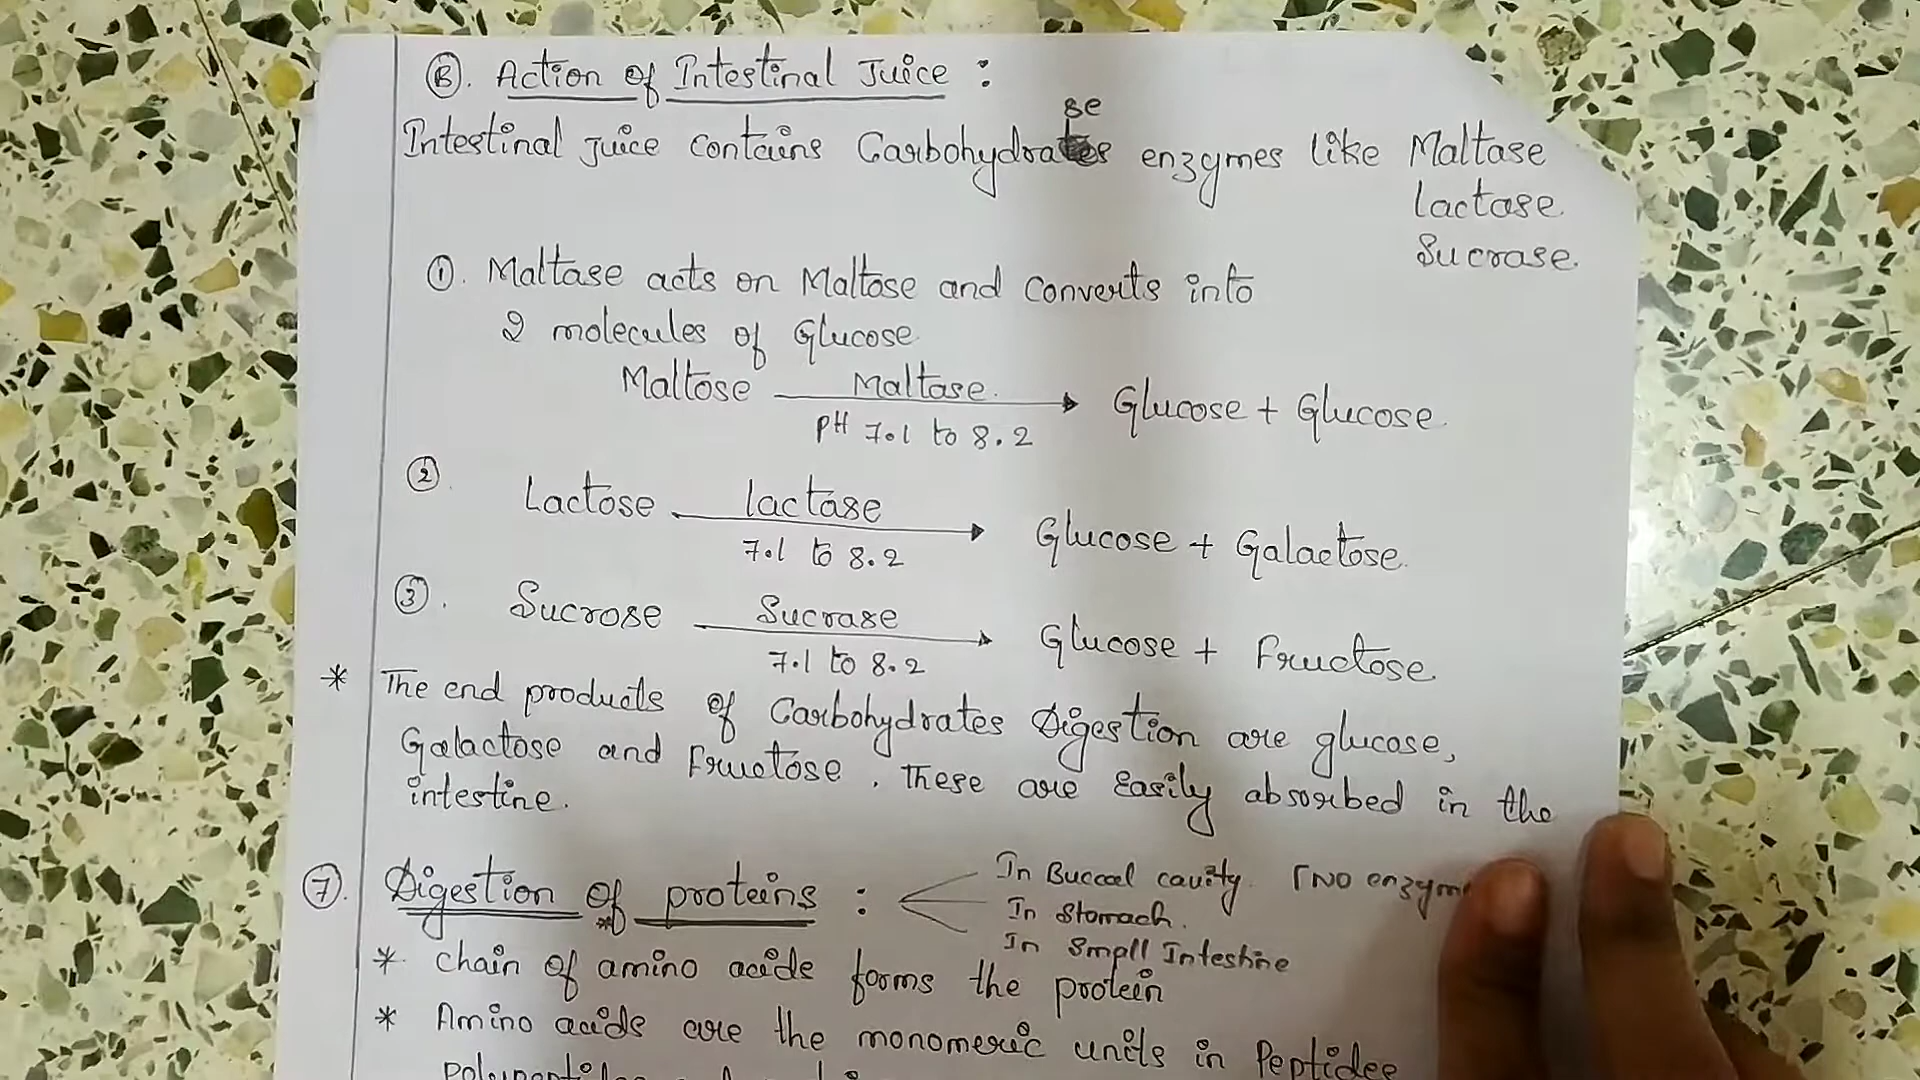 B. Action of Intestinal Juice :
se
Intestinal Juice contains Carbohydrates enzymes like Maltase
lactase.
Sucrase.
1. Maltase acts on Maltose and converts into
2 molecules of Glucose
Maltose Maltase. Glucose + Glucose.
PH 7.1 to 8.2
2. Lactose lactase Glucose + Galactose.
7.1 to 8.2
3. Sucrose Sucrase Glucose + Fructose.
7.1 to 8.2
* The end products of Carbohydrates Digestion are glucose,
Galactose and Fructose. These are Easily absorbed in the
intestine.
7. Digestion of proteins : In Buccal cavity. [No
In Stomach.
In Small Intestine
* chain of amino acids forms the protein
* Amino acids are the monomeric units in Peptides